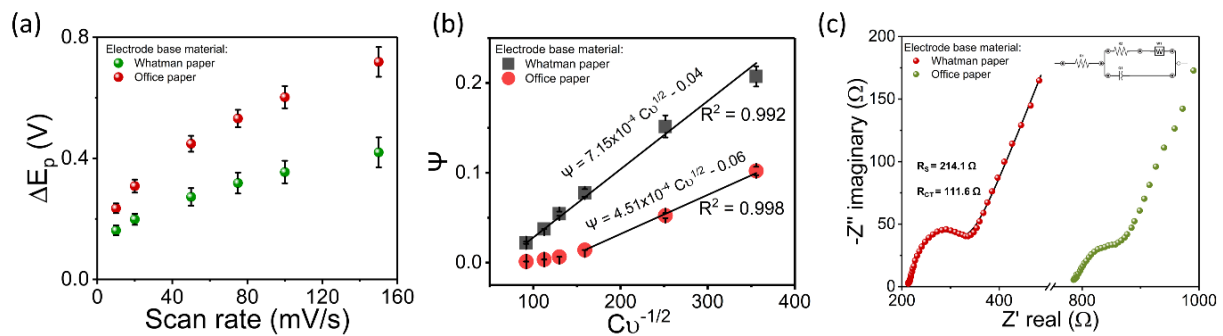 (a)
0.8
0.4
0.0
ΔEp (V)
Electrode base material:
Whatman paper
Office paper
0 40 80 120 160
Scan rate (mV/s)
(b)
0.2
0.1
0.0
Ψ
Electrode base material:
Whatman paper
Office paper
Ψ = 7.15x10⁻⁴ Cυ^1/2 - 0.04
R² = 0.992
Ψ = 4.51x10⁻⁴ Cυ^1/2 - 0.06
R² = 0.998
100 200 300 400
Cυ^-1/2
(c)
200
150
100
50
0
-Z'' imaginary (Ω)
Electrode base material:
Whatman paper
Office paper
RS = 214.1 Ω
RCT = 111.6 Ω
200 400 800 1000
Z' real (Ω)